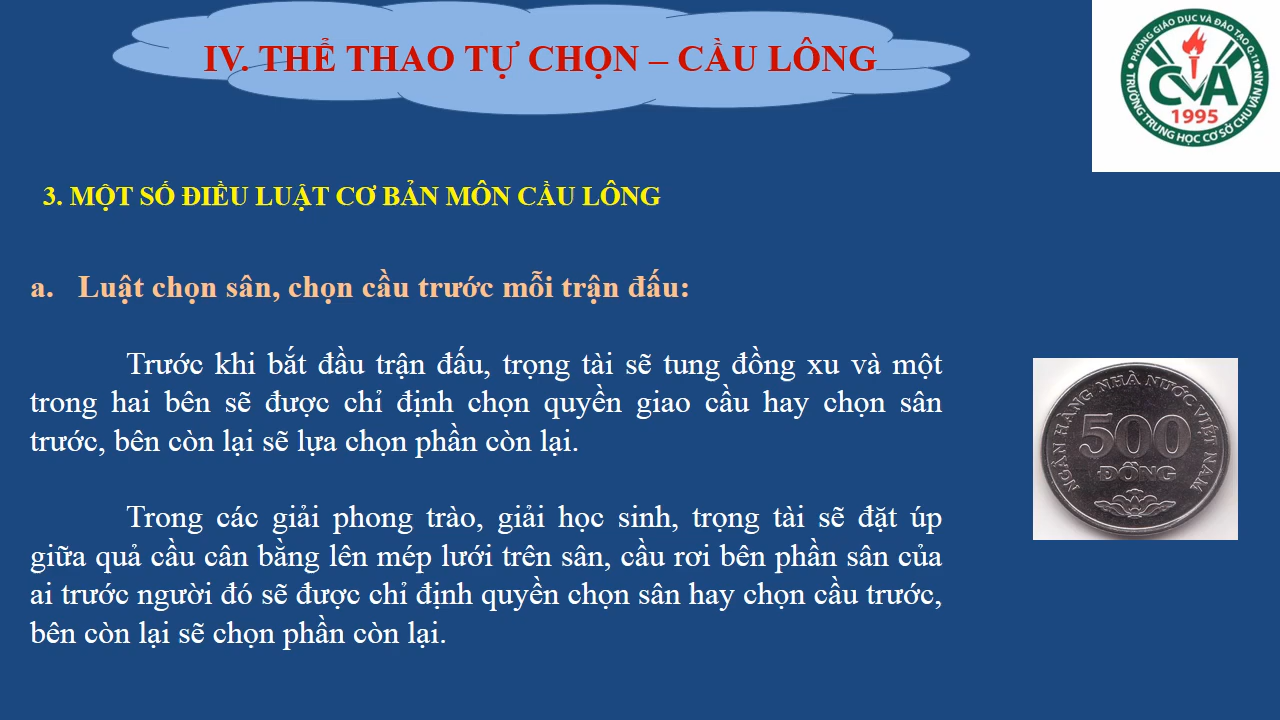 IV. THỂ THAO TỰ CHỌN – CẦU LÔNG
PHÒNG GIÁO DỤC VÀ ĐÀO TẠO Q.11
CVA
1995
TRƯỜNG TRUNG HỌC CƠ SỞ CHU VĂN AN
3. MỘT SỐ ĐIỀU LUẬT CƠ BẢN MÔN CẦU LÔNG
a. Luật chọn sân, chọn cầu trước mỗi trận đấu:
Trước khi bắt đầu trận đấu, trọng tài sẽ tung đồng xu và một
trong hai bên sẽ được chỉ định chọn quyền giao cầu hay chọn sân
trước, bên còn lại sẽ lựa chọn phần còn lại.
Trong các giải phong trào, giải học sinh, trọng tài sẽ đặt úp
giữa quả cầu cân bằng lên mép lưới trên sân, cầu rơi bên phần sân của
ai trước người đó sẽ được chỉ định quyền chọn sân hay chọn cầu trước,
bên còn lại sẽ chọn phần còn lại.
NGÂN HÀNG NHÀ NƯỚC VIỆT NAM
500
ĐỒNG